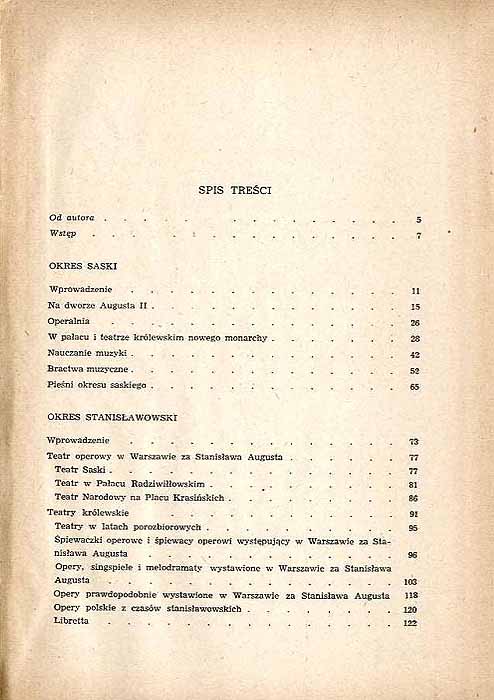 SPIS TREŚCI
Od autora . . . . . . . . . . . . . . 5
Wstęp . . . . . . . . . . . . . . . 7
OKRES SASKI
Wprowadzenie . . . . . . . . . . . . . 11
Na dworze Augusta II . . . . . . . . . . . . 15
Operalnia . . . . . . . . . . . . . . 26
W pałacu i teatrze królewskim nowego monarchy . . . . . . 28
Nauczanie muzyki . . . . . . . . . . . . . 42
Bractwa muzyczne . . . . . . . . . . . . . 52
Pieśni okresu saskiego . . . . . . . . . . . . 65
OKRES STANISŁAWOWSKI
Wprowadzenie . . . . . . . . . . . . . 73
Teatr operowy w Warszawie za Stanisława Augusta . . . . . 77
Teatr Saski . . . . . . . . . . . . . . 77
Teatr w Pałacu Radziwiłłowskim . . . . . . . . . 81
Teatr Narodowy na Placu Krasińskich . . . . . . . . 86
Teatry królewskie . . . . . . . . . . . . 91
Teatry w latach porozbiorowych . . . . . . . . . 95
Śpiewaczki operowe i śpiewacy operowi występujący w Warszawie za Sta-
nisława Augusta . . . . . . . . . . . . 96
Opery, singspiele i melodramaty wystawione w Warszawie za Stanisława
Augusta . . . . . . . . . . . . . . 103
Opery prawdopodobnie wystawione w Warszawie za Stanisława Augusta 118
Opery polskie z czasów stanisławowskich . . . . . . . 120
Libretta . . . . . . . . . . . . . . 122